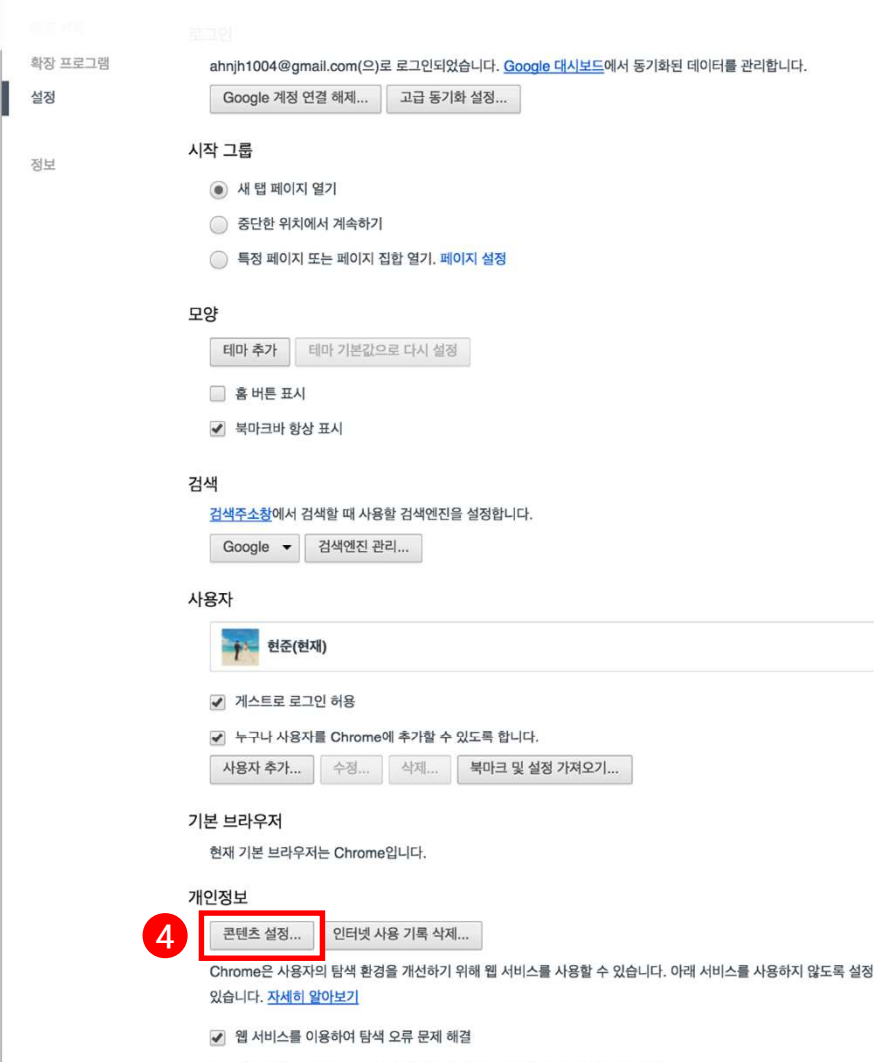 로그인
확장 프로그램
ahnjh1004@gmail.com(으)로 로그인되었습니다. Google 대시보드에서 동기화된 데이터를 관리합니다.
설정
Google 계정 연결 해제... 고급 동기화 설정...
시작 그룹
정보
새 탭 페이지 열기
중단한 위치에서 계속하기
특정 페이지 또는 페이지 집합 열기. 페이지 설정
모양
테마 추가 테마 기본값으로 다시 설정
홈 버튼 표시
북마크바 항상 표시
검색
검색주소창에서 검색할 때 사용할 검색엔진을 설정합니다.
Google 검색엔진 관리...
사용자
현준(현재)
게스트로 로그인 허용
누구나 사용자를 Chrome에 추가할 수 있도록 합니다.
사용자 추가... 수정... 삭제... 북마크 및 설정 가져오기...
기본 브라우저
현재 기본 브라우저는 Chrome입니다.
개인정보
4 콘텐츠 설정... 인터넷 사용 기록 삭제...
Chrome은 사용자의 탐색 환경을 개선하기 위해 웹 서비스를 사용할 수 있습니다. 아래 서비스를 사용하지 않도록 설정
있습니다. 자세히 알아보기
웹 서비스를 이용하여 탐색 오류 문제 해결